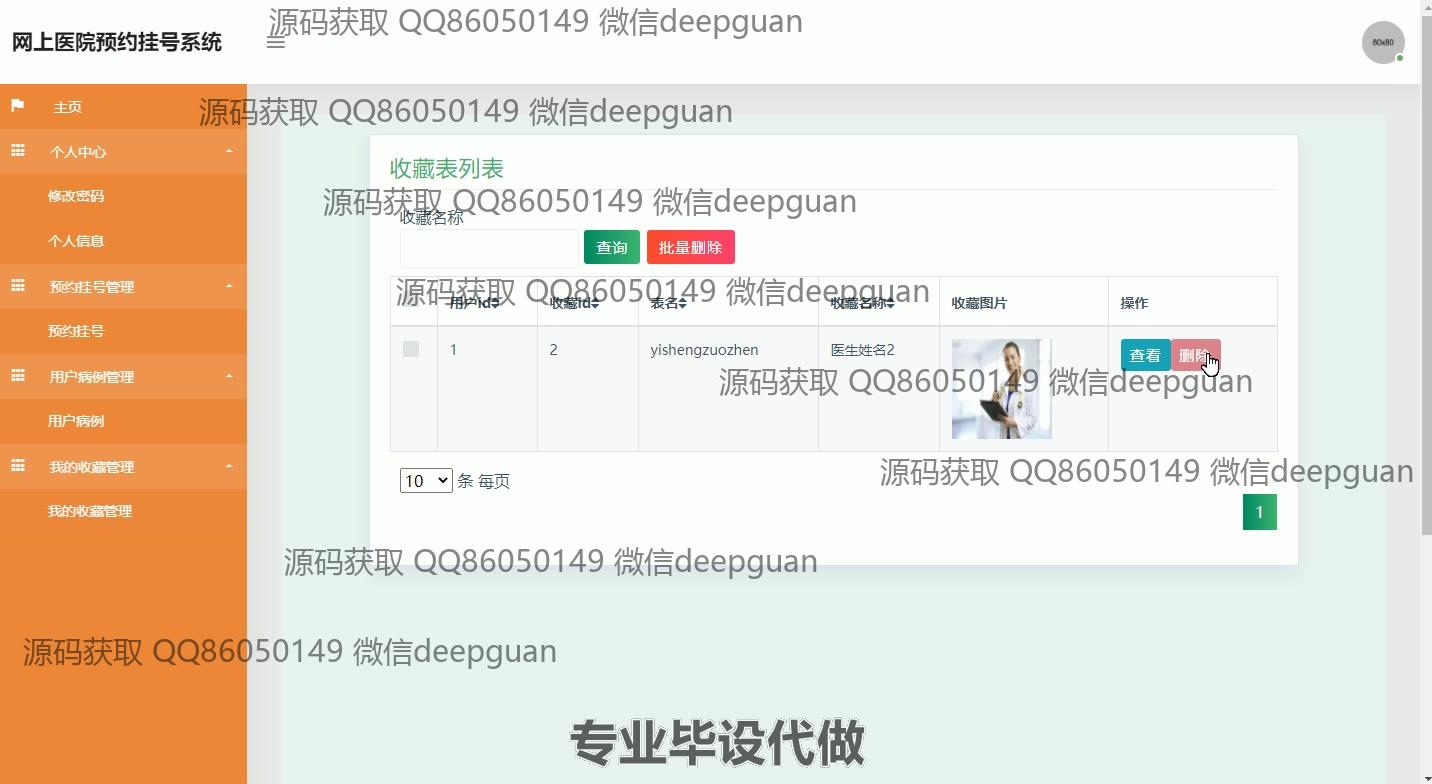 源码获取 QQ86050149 微信deepguan
网上医院预约挂号系统
80x80
主页
源码获取 QQ86050149 微信deepguan
个人中心
收藏表列表
修改密码
源码获取 QQ86050149 微信deepguan
收藏名称
个人信息
查询 批量删除
预约挂号管理
源码获取 QQ86050149 微信deepguan
用户id 收藏id 表名 收藏名称 收藏图片 操作
预约挂号
1 2 yishengzuozhen 医生姓名2 查看 删除
用户病例管理
源码获取 QQ86050149 微信deepguan
用户病例
我的收藏管理
源码获取 QQ86050149 微信deepguan
10 条 每页
我的收藏管理
1
源码获取 QQ86050149 微信deepguan
源码获取 QQ86050149 微信deepguan
专业毕设代做